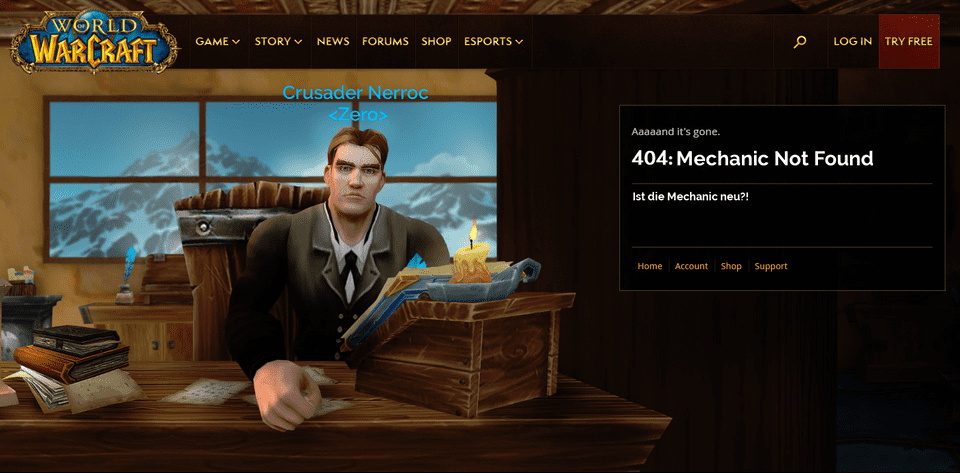 WORLD
OF
WARCRAFT
GAME STORY NEWS FORUMS SHOP ESPORTS LOG IN TRY FREE
Crusader Nerroc
<Zero>
Aaaaand it's gone.
404: Mechanic Not Found
Ist die Mechanic neu?!
Home Account Shop Support